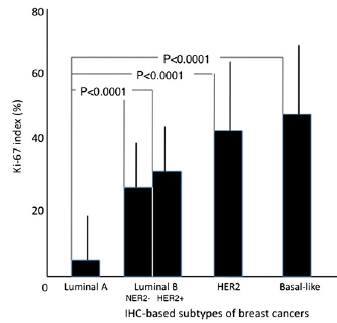 80
P<0.0001
60
P<0.0001
P<0.0001
Ki-67 index (%)
40
20
0
Luminal A
Luminal B
HER2
Basal-like
NER2-
HER2+
IHC-based subtypes of breast cancers